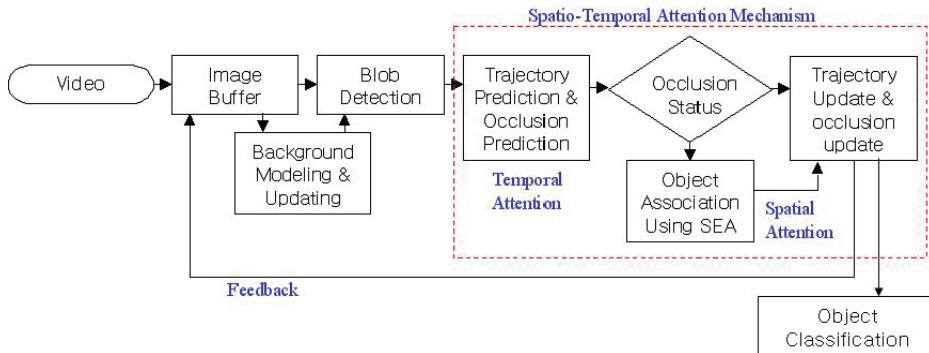 Spatio-Temporal Attention Mechanism
Video
Image
Buffer
Blob
Detection
Background
Modeling &
Updating
Trajectory
Prediction &
Occlusion
Prediction
Temporal
Attention
Occlusion
Status
Object
Association
Using SEA
Spatial
Attention
Trajectory
Update &
occlusion
update
Feedback
Object
Classification